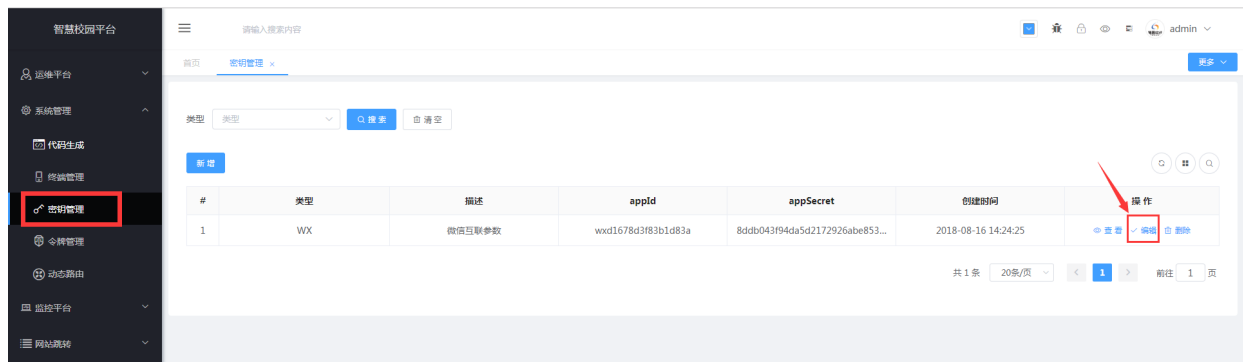 智慧校园平台
请输入搜索内容
admin
运维平台
首页 密钥管理 ×
更多
系统管理
类型 类型 搜索 清空
代码生成
新增
终端管理
# 类型 描述 appId appSecret 创建时间 操作
密钥管理
1 WX 微信互联参数 wxd1678d3f83b1d83a 8ddb043f94da5d2172926abe853... 2018-08-16 14:24:25 查看 编辑 删除
令牌管理
动态路由
共 1 条 20条/页 < 1 > 前往 1 页
监控平台
网站跳转